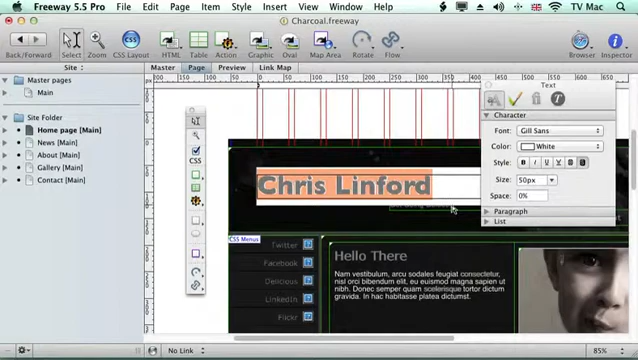 Freeway 5.5 Pro File Edit Page Item Style Insert Window Help TV Mac
Charcoal.freeway
Back/Forward Select Zoom CSS Layout HTML Table Action Graphic Oval Map Area Rotate Flow Browser Inspector
Site Master Page Preview Link Map
Master pages
Main
Site Folder
Home page [Main]
News [Main]
About [Main]
Gallery [Main]
Contact [Main]
CSS
Text
Character
Font: Gill Sans
Color: White
Style: B I U
Size: 50px
Space: 0%
Paragraph
List
Chris Linford
CSS Menus
Twitter
Facebook
Delicious
LinkedIn
Flickr
Hello There
Nam vestibulum, arcu sodales feugiat consectetur,
nisl ornare elit, eu euismod magna sapien ut
nibh. Donec semper quam scelerisque tortor dictum
gravida. In hac habitasse platea dictumst.
No Link
85%